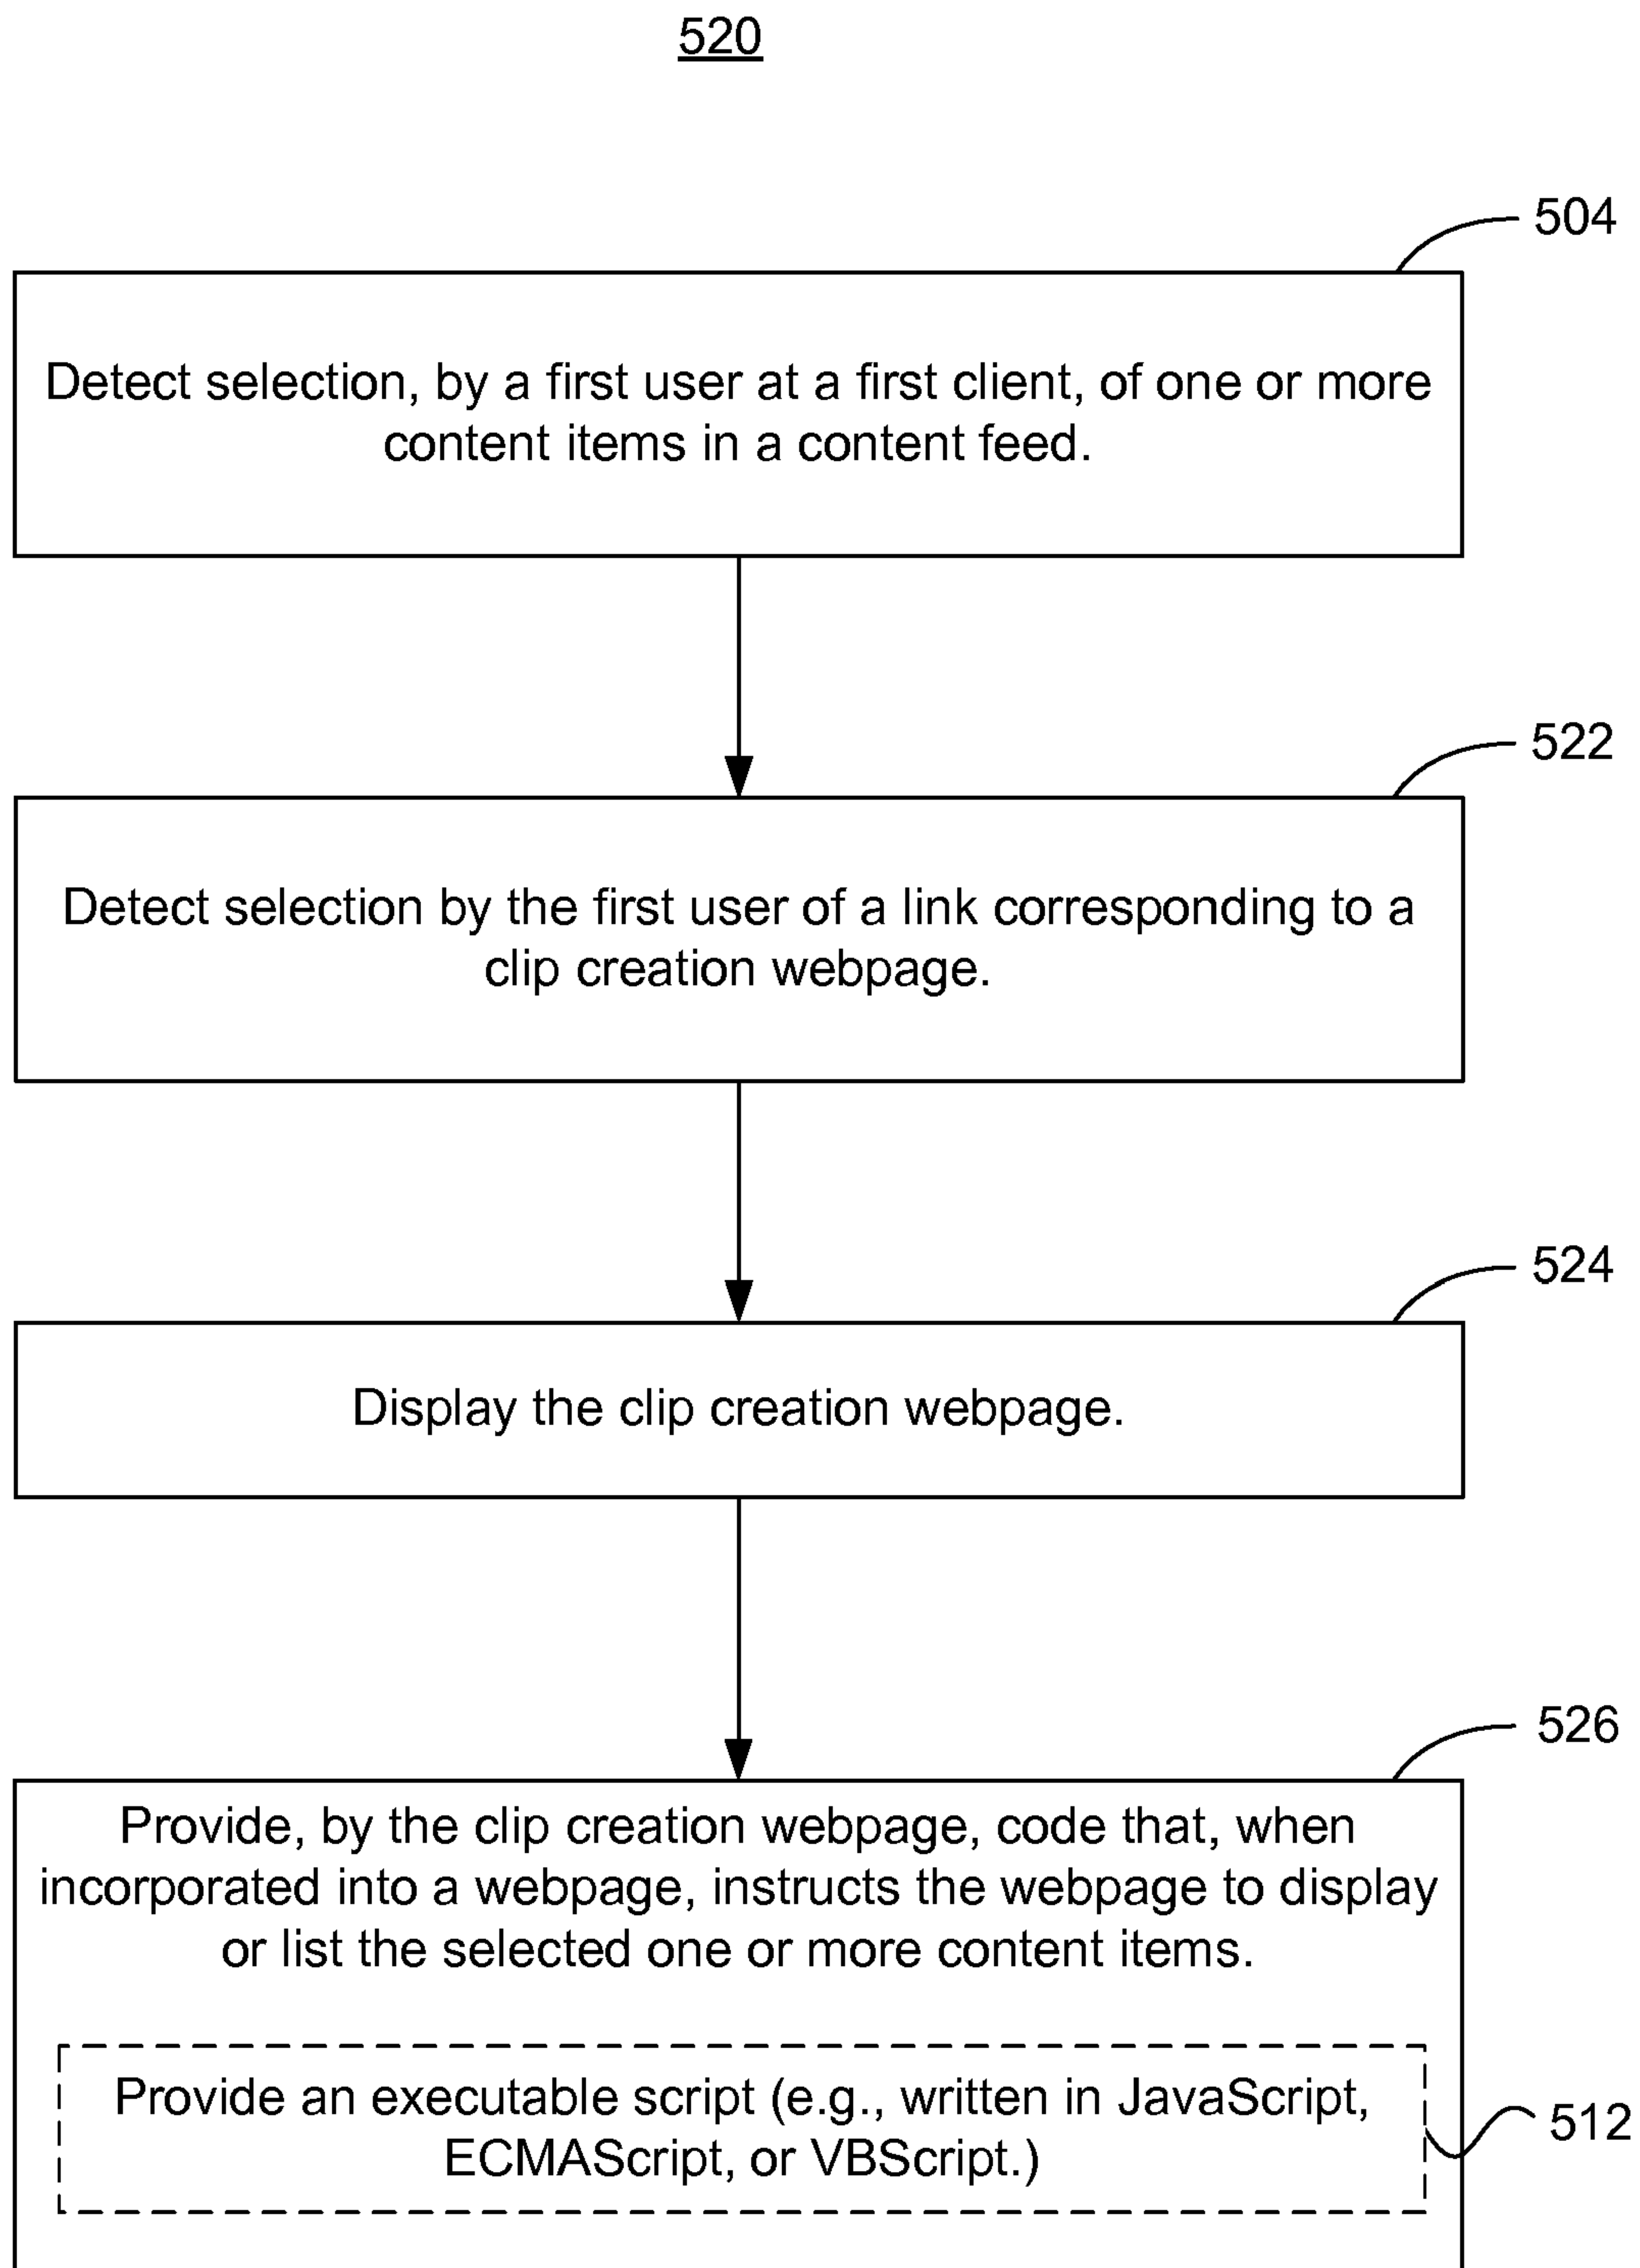 520
504
Detect selection, by a first user at a first client, of one or more
content items in a content feed.
522
Detect selection by the first user of a link corresponding to a
clip creation webpage.
524
Display the clip creation webpage.
526
Provide, by the clip creation webpage, code that, when
incorporated into a webpage, instructs the webpage to display
or list the selected one or more content items.
Provide an executable script (e.g., written in JavaScript,
ECMAScript, or VBScript.)
512